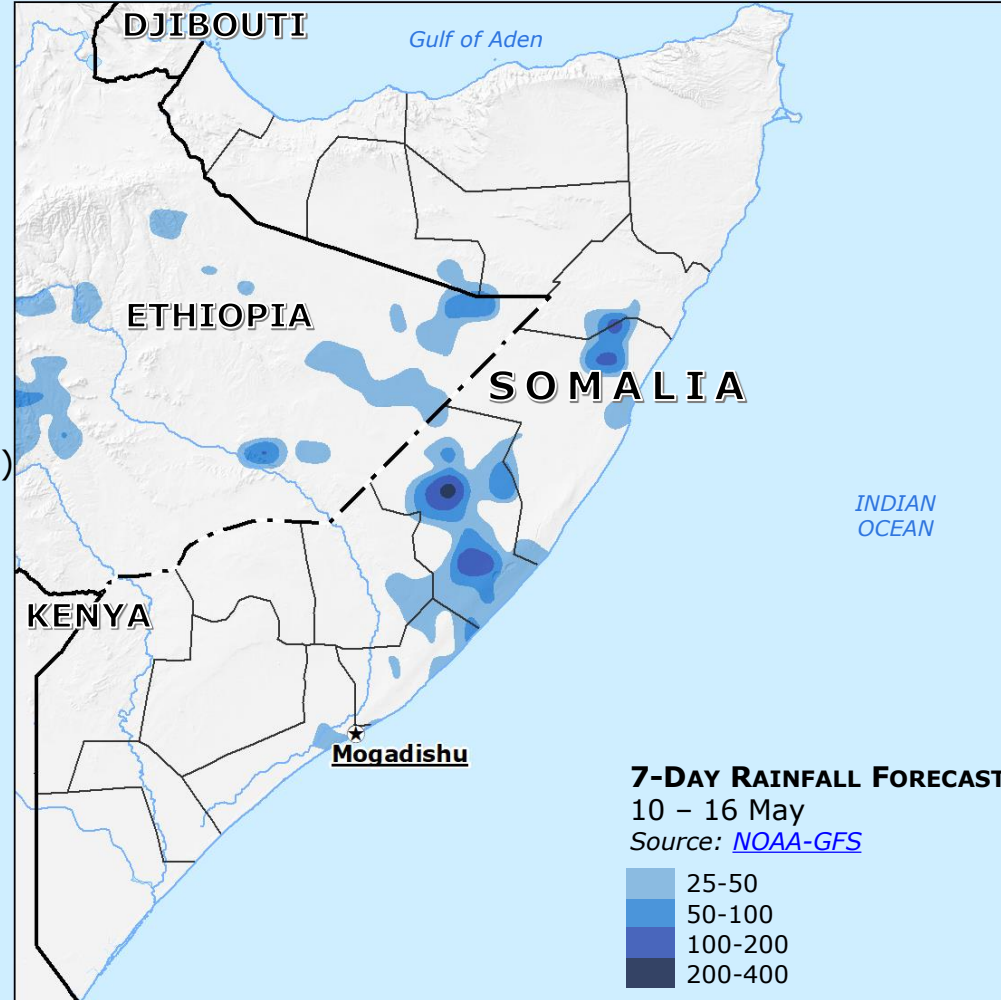 DJIBOUTI
Gulf of Aden
ETHIOPIA
SOMALIA
)
INDIAN
OCEAN
KENYA
Mogadishu
7-DAY RAINFALL FORECAST
10 – 16 May
Source: NOAA-GFS
25-50
50-100
100-200
200-400